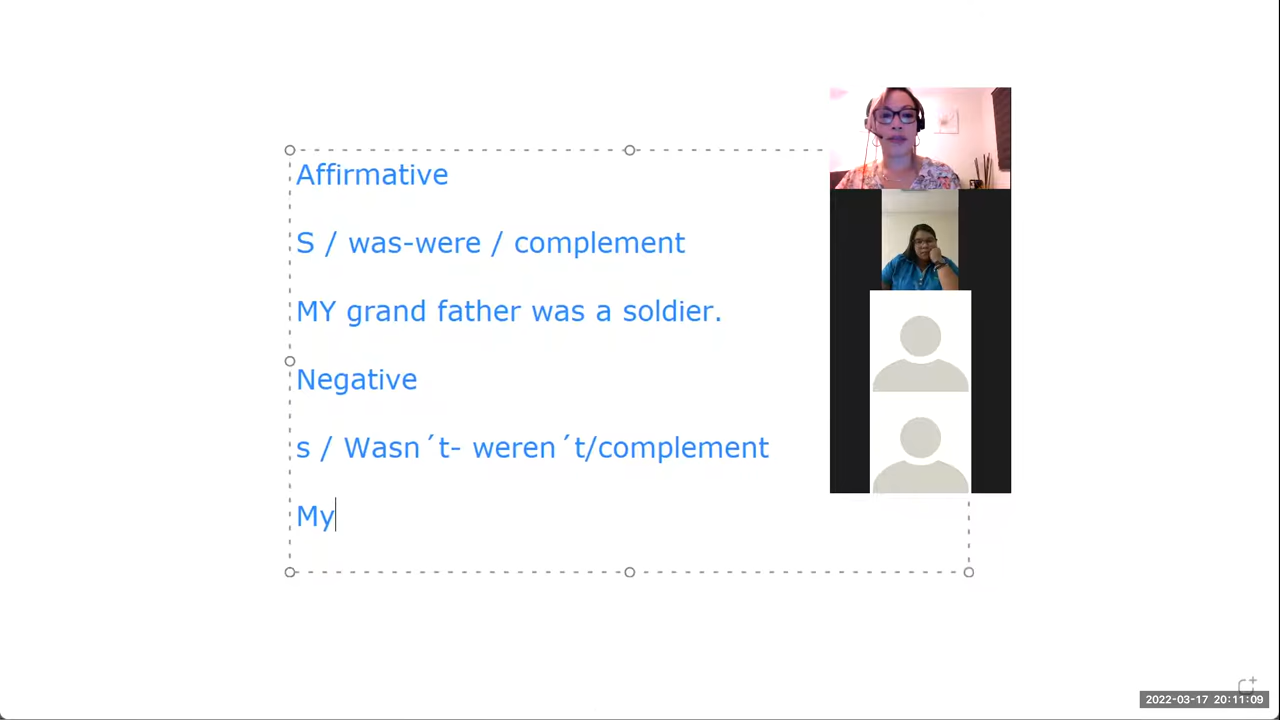 Affirmative
S / was-were / complement
MY grand father was a soldier.
Negative
s / Wasn´t- weren´t/complement
My
2022-03-17 20:11:09